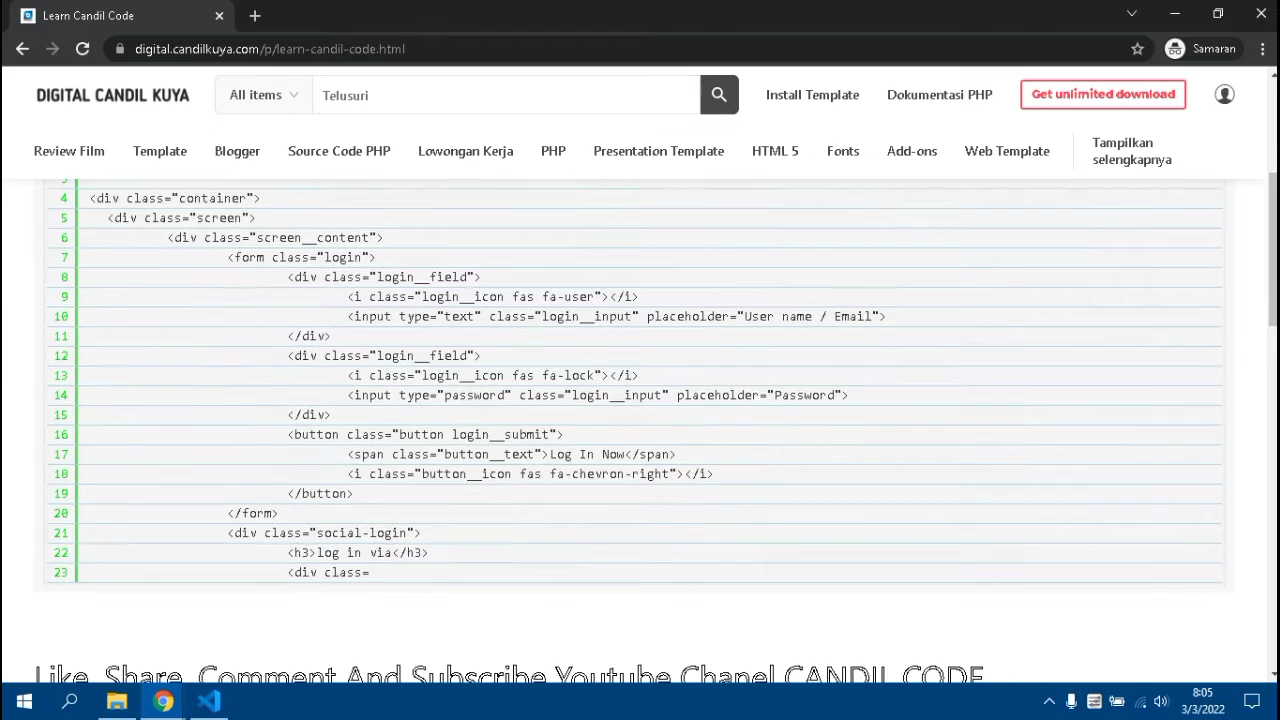 Learn Candil Code
digital.candilkuya.com/p/learn-candil-code.html
Samaran
DIGITAL CANDIL KUYA
All items
Telusuri
Install Template
Dokumentasi PHP
Get unlimited download
Review Film
Template
Blogger
Source Code PHP
Lowongan Kerja
PHP
Presentation Template
HTML 5
Fonts
Add-ons
Web Template
Tampilkan selengkapnya
4 <div class="container">
5 <div class="screen">
6 <div class="screen__content">
7 <form class="login">
8 <div class="login__field">
9 <i class="login__icon fas fa-user"></i>
10 <input type="text" class="login__input" placeholder="User name / Email">
11 </div>
12 <div class="login__field">
13 <i class="login__icon fas fa-lock"></i>
14 <input type="password" class="login__input" placeholder="Password">
15 </div>
16 <button class="button login__submit">
17 <span class="button__text">Log In Now</span>
18 <i class="button__icon fas fa-chevron-right"></i>
19 </button>
20 </form>
21 <div class="social-login">
22 <h3>log in via</h3>
23 <div class=
Like, Share, Comment And Subscribe Youtube Chanel CANDIL CODE
8:05
3/3/2022